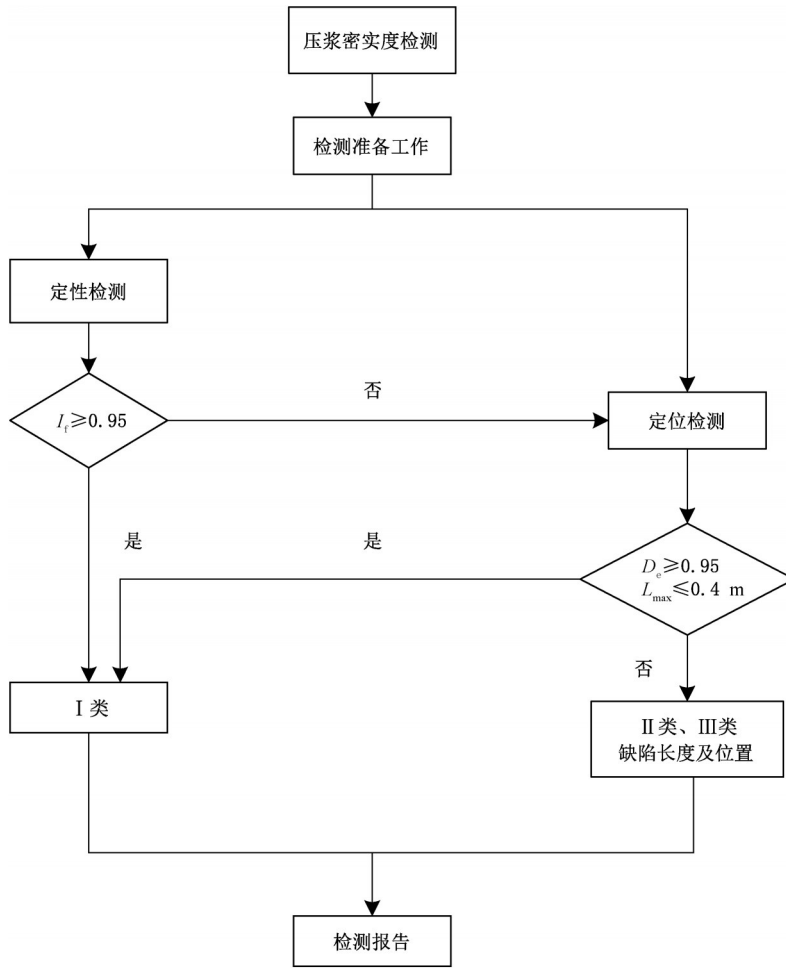 压浆密实度检测
检测准备工作
定性检测
否
I_f≥0.95
定位检测
是
是
D_e≥0.95
L_max≤0.4 m
否
Ⅰ类
Ⅱ类、Ⅲ类
缺陷长度及位置
检测报告